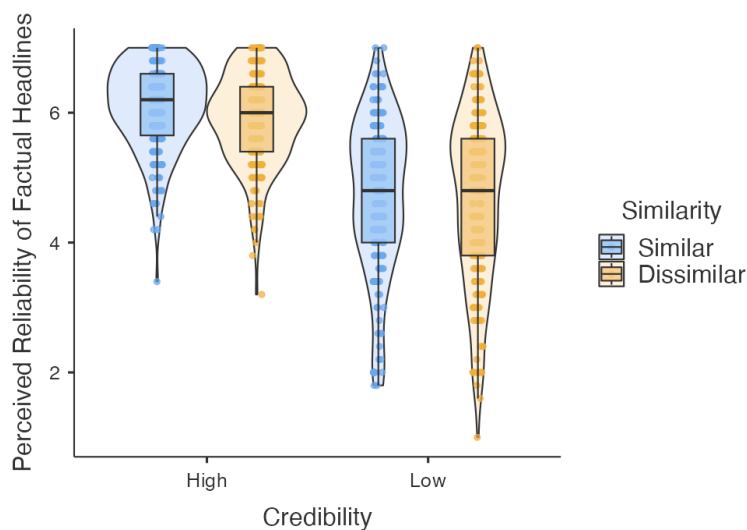 Perceived Reliability of Factual Headlines
6
4
2
High
Low
Credibility
Similarity
Similar
Dissimilar